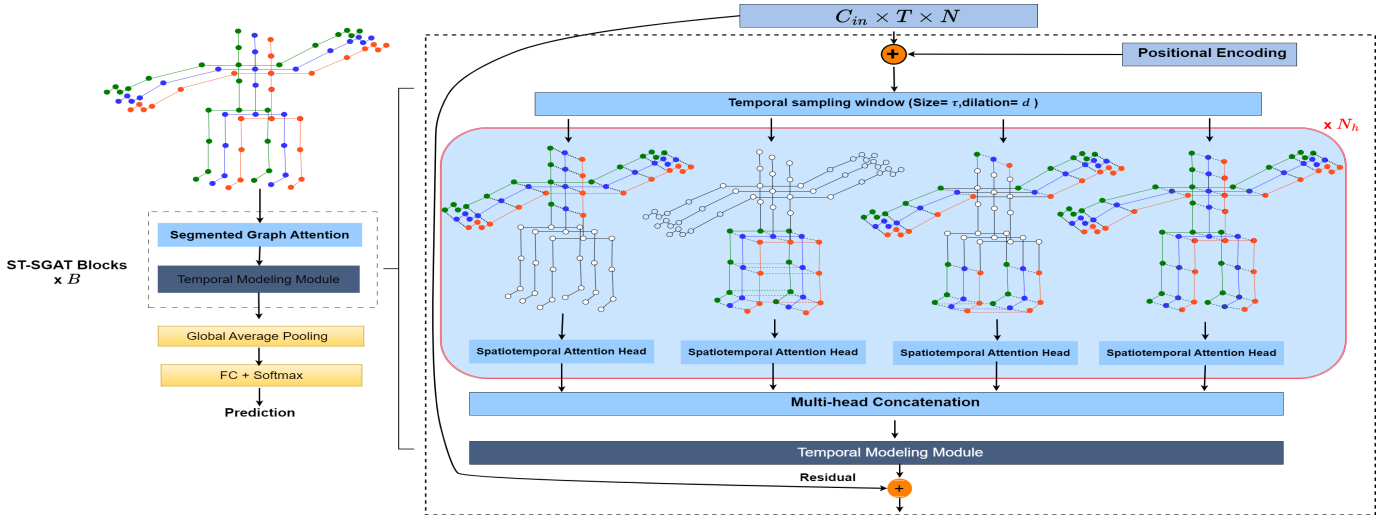 Segmented Graph Attention
Temporal Modeling Module
ST-SGAT Blocks
x B
Global Average Pooling
FC + Softmax
Prediction
C_{in} × T × N
+
Positional Encoding
Temporal sampling window (Size= τ,dilation= d )
x N_h
Spatiotemporal Attention Head
Spatiotemporal Attention Head
Spatiotemporal Attention Head
Spatiotemporal Attention Head
Multi-head Concatenation
Temporal Modeling Module
Residual
+